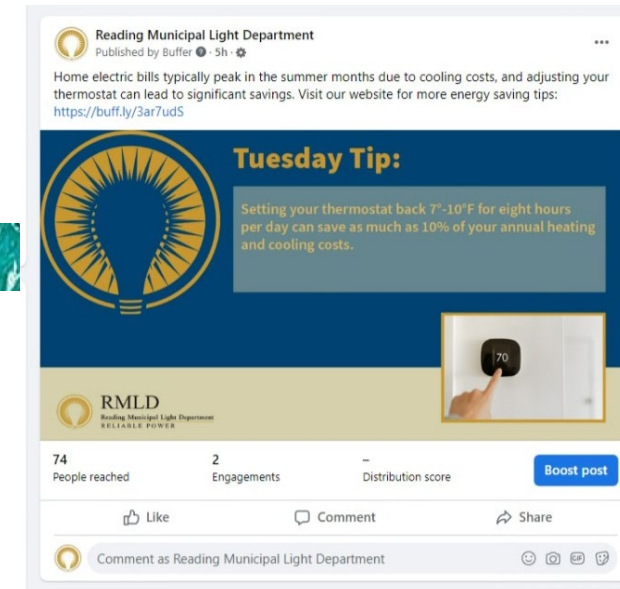 Reading Municipal Light Department
Published by Buffer · 5h ·
Home electric bills typically peak in the summer months due to cooling costs, and adjusting your
thermostat can lead to significant savings. Visit our website for more energy saving tips:
https://buff.ly/3ar7udS
Tuesday Tip:
Setting your thermostat back 7°-10°F for eight hours
per day can save as much as 10% of your annual heating
and cooling costs.
70
RMLD
Reading Municipal Light Department
RELIABLE POWER
74 2 –
People reached Engagements Distribution score Boost post
Like Comment Share
Comment as Reading Municipal Light Department GIF